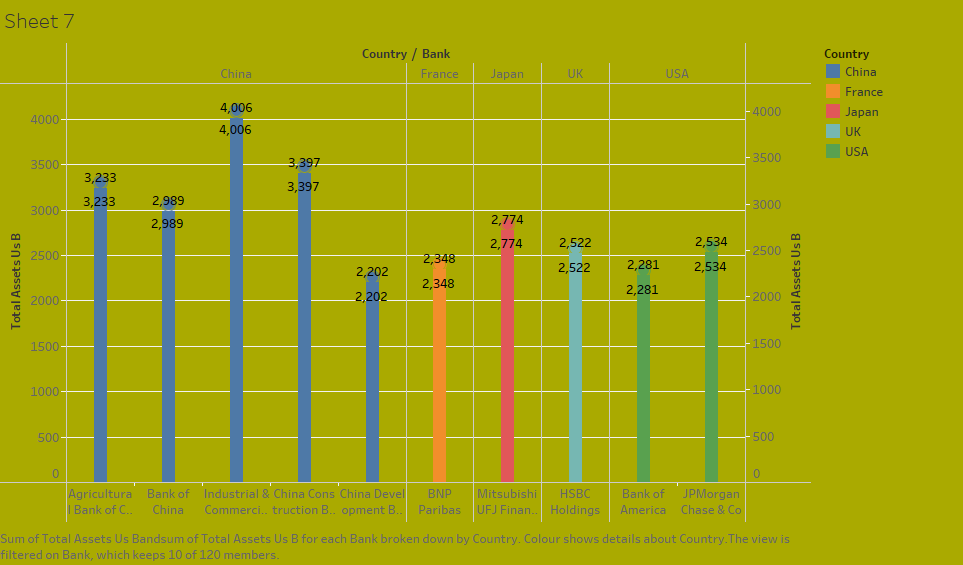 Sheet 7
Country / Bank
China France Japan UK USA
Country
China
France
Japan
UK
USA
Total Assets Us B
4000
3500
3000
2500
2000
1500
1000
500
0
3,233
3,233
2,989
2,989
4,006
4,006
3,397
3,397
2,202
2,202
2,348
2,348
2,774
2,774
2,522
2,522
2,281
2,281
2,534
2,534
4000
3500
3000
2500
2000
1500
1000
500
0
Total Assets Us B
Agricultura
l Bank of C..
Bank of
China
Industrial &
Commerci..
China Cons
truction B..
China Devel
opment B..
BNP
Paribas
Mitsubishi
UFJ Finan..
HSBC
Holdings
Bank of
America
JPMorgan
Chase & Co
Sum of Total Assets Us Bandsum of Total Assets Us B for each Bank broken down by Country. Colour shows details about Country.The view is
filtered on Bank, which keeps 10 of 120 members.